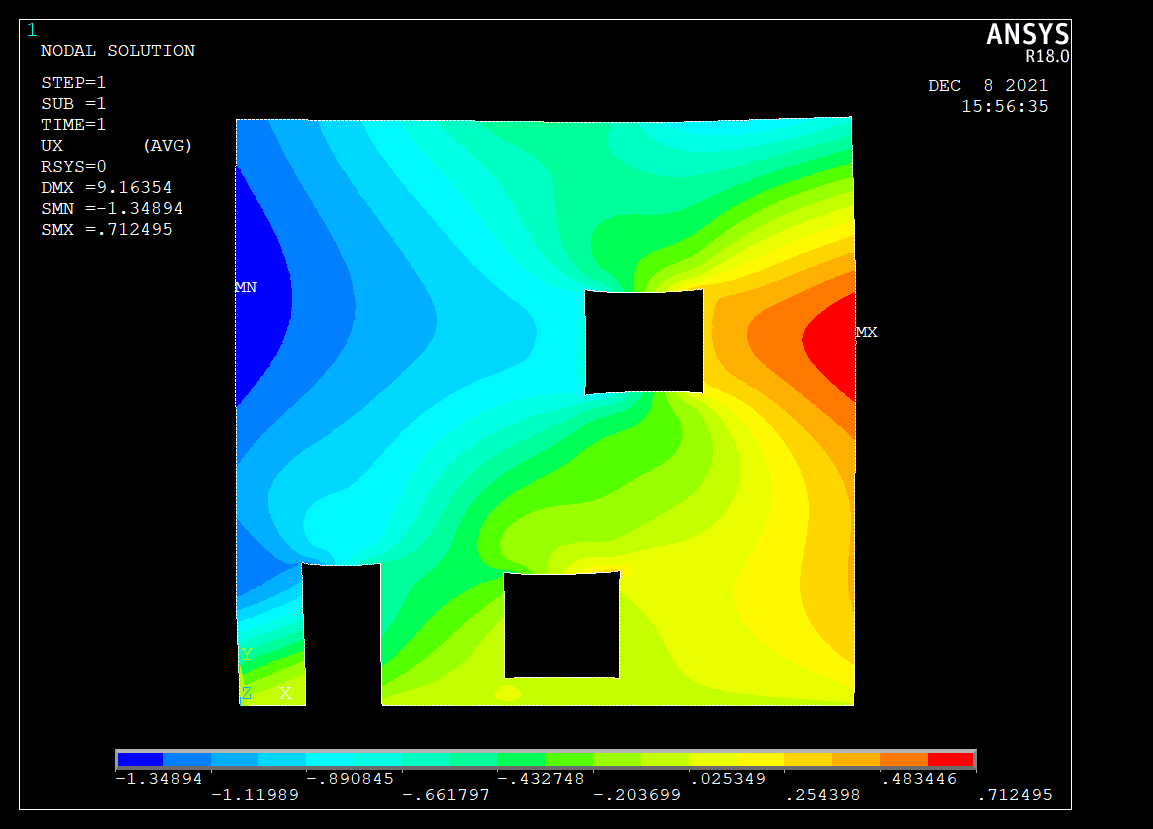 1
ANSYS
R18.0
NODAL SOLUTION
DEC 8 2021
15:56:35
STEP=1
SUB =1
TIME=1
UX (AVG)
RSYS=0
DMX =9.16354
SMN =-1.34894
SMX =.712495
MN
MX
Y
Z X
-1.34894 -.890845 -.432748 .025349 .483446
-1.11989 -.661797 -.203699 .254398 .712495